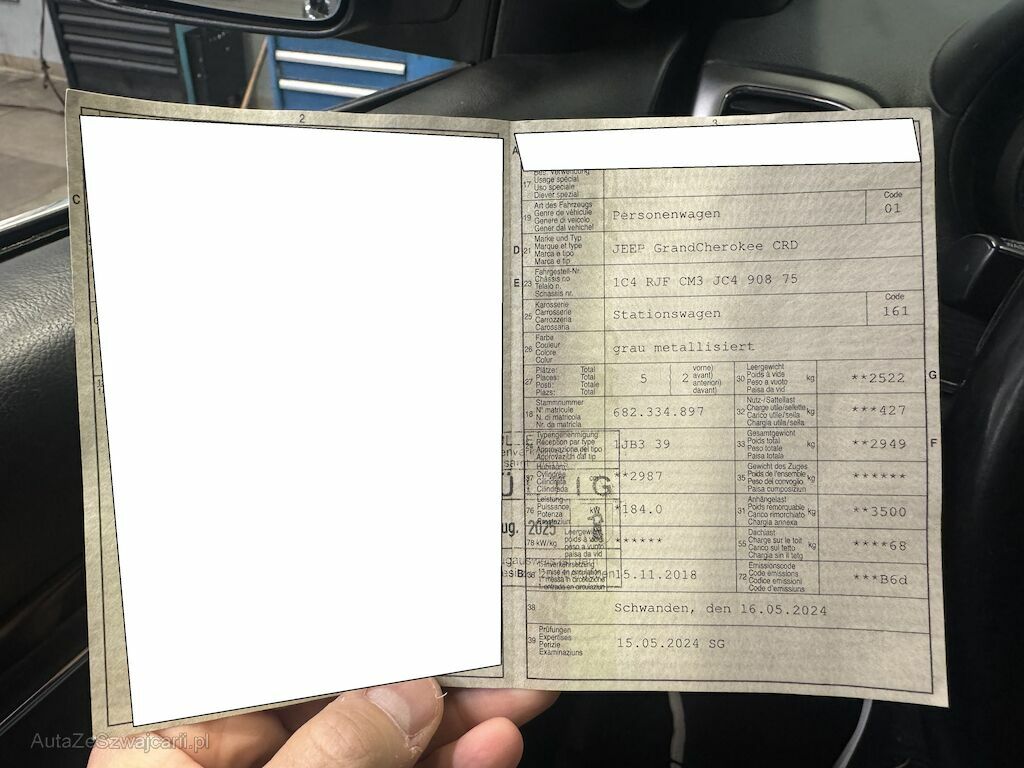 2
3
C
A
Bes. Verwendung
17 Usage spécial
Uso speciale
Diever spezial
Art des Fahrzeugs
19 Genre de véhicule
Genere di veicolo
Gener dal vehichel
Personenwagen
Code
01
D
21 Marke und Typ
Marque et type
Marca e tipo
Marca e tip
JEEP GrandCherokee CRD
E
23 Fahrgestell-Nr.
Châssis no
Telaio n.
Schassis nr.
1C4 RJF CM3 JC4 908 75
25 Karosserie
Carrosserie
Carrozzeria
Carossaria
Stationswagen
Code
161
26 Farbe
Couleur
Colore
Colur
grau metallisiert
27 Plätze: Total
Places: Total
Posti: Totale
Plazs: Total
5
2
vorne)
avant)
anteriori)
davant)
30 Leergewicht
Poids à vide
Peso a vuoto
Paisa da vid
kg
**2522
G
18 Stammnummer
N° matricule
N. di matricola
Nr. da matricla
682.334.897
32 Nutz-/Sattellast
Charge utile/sellette
Carico utile/sella
Chargia utila/sella
kg
***427
Typengenehmigung
Réception par type
Approvazione del tipo
Approvaziun dal tip
1JB3 39
33 Gesamtgewicht
Poids total
Peso totale
Paisa totala
kg
**2949
F
37 Hubraum
Cylindrée
Cilindrata
Cilindrada
**2987
35 Gewicht des Zuges
Poids de l'ensemble
Peso del convoglio
Paisa cumposiziun
kg
******
76 Leistung
Puissance
Potenza
kW
*184.0
31 Anhängelast
Poids remorquable
Carico rimorchiato
Chargia annexa
kg
**3500
ug. 2025
78 kW/kg
Leergewicht
poids à vide
peso a vuoto
paisa da vid
******
55 Dachlast
Charge sur le toit
Carico sul tetto
Chargia sin il tetg
kg
****68
B
36 1. Inverkehrsetzung
1re mise en circulation
1. messa in circolazione
1. entrada en circulaziun
15.11.2018
72 Emissionscode
Code émissions
Codice emissioni
Code d'emissiuns
***B6d
38
Schwanden, den 16.05.2024
39 Prüfungen
Expertises
Perizie
Examinaziuns
15.05.2024 SG
AutaZeSzwajcarii.pl